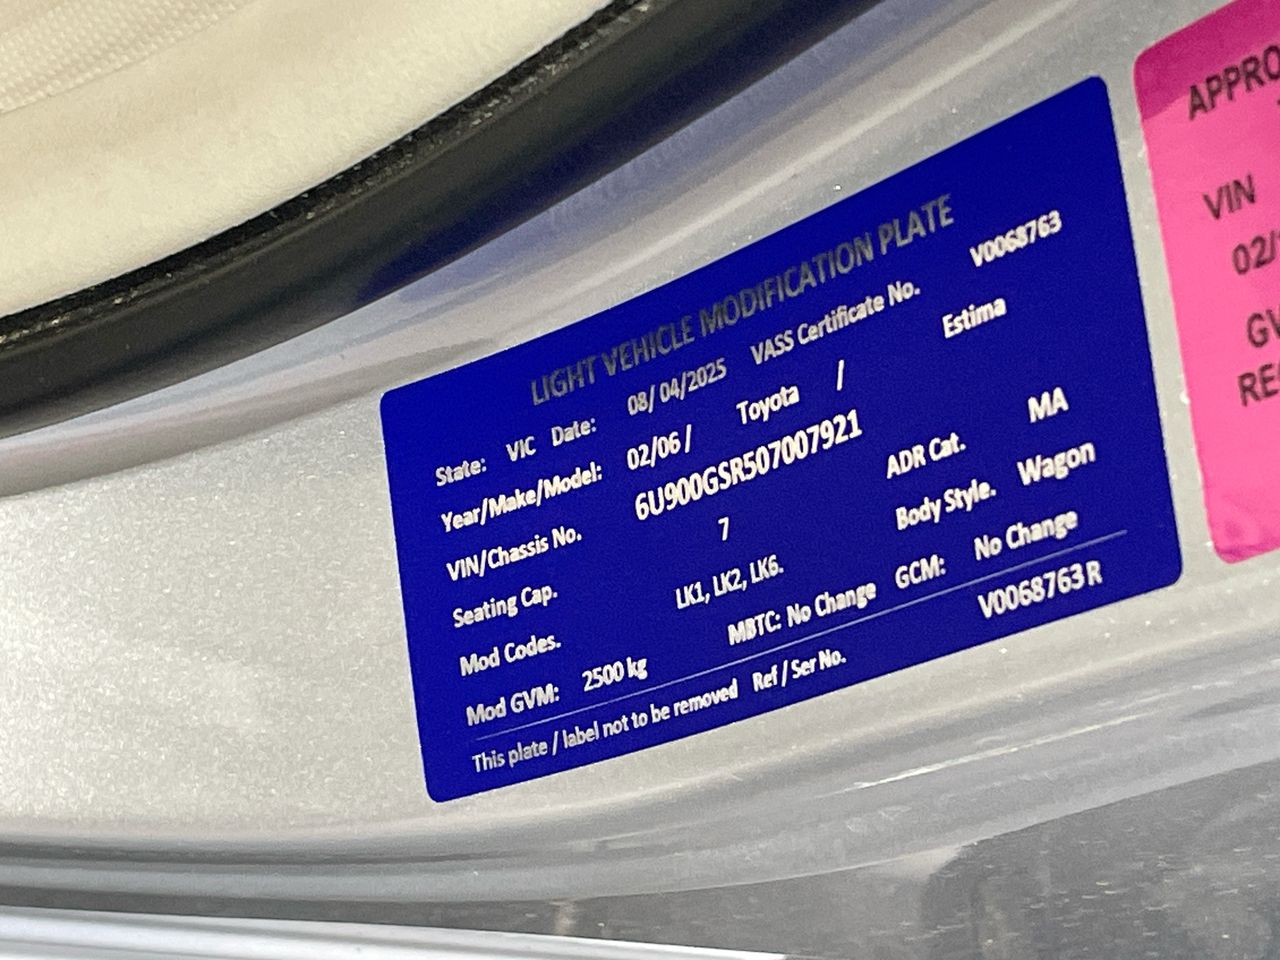 LIGHT VEHICLE MODIFICATION PLATE
State: VIC Date: 08/04/2025 VASS Certificate No. V0068763
Year/Make/Model: 02/06 / Toyota / Estima
VIN/Chassis No. 6U900GSR507007921
Seating Cap. 7 ADR Cat. MA
Mod Codes. LK1, LK2, LK6. Body Style. Wagon
Mod GVM: 2500 kg MBTC: No Change GCM: No Change
This plate / label not to be removed Ref / Ser No. V0068763 R
APPRO
VIN
02/
GV
RE